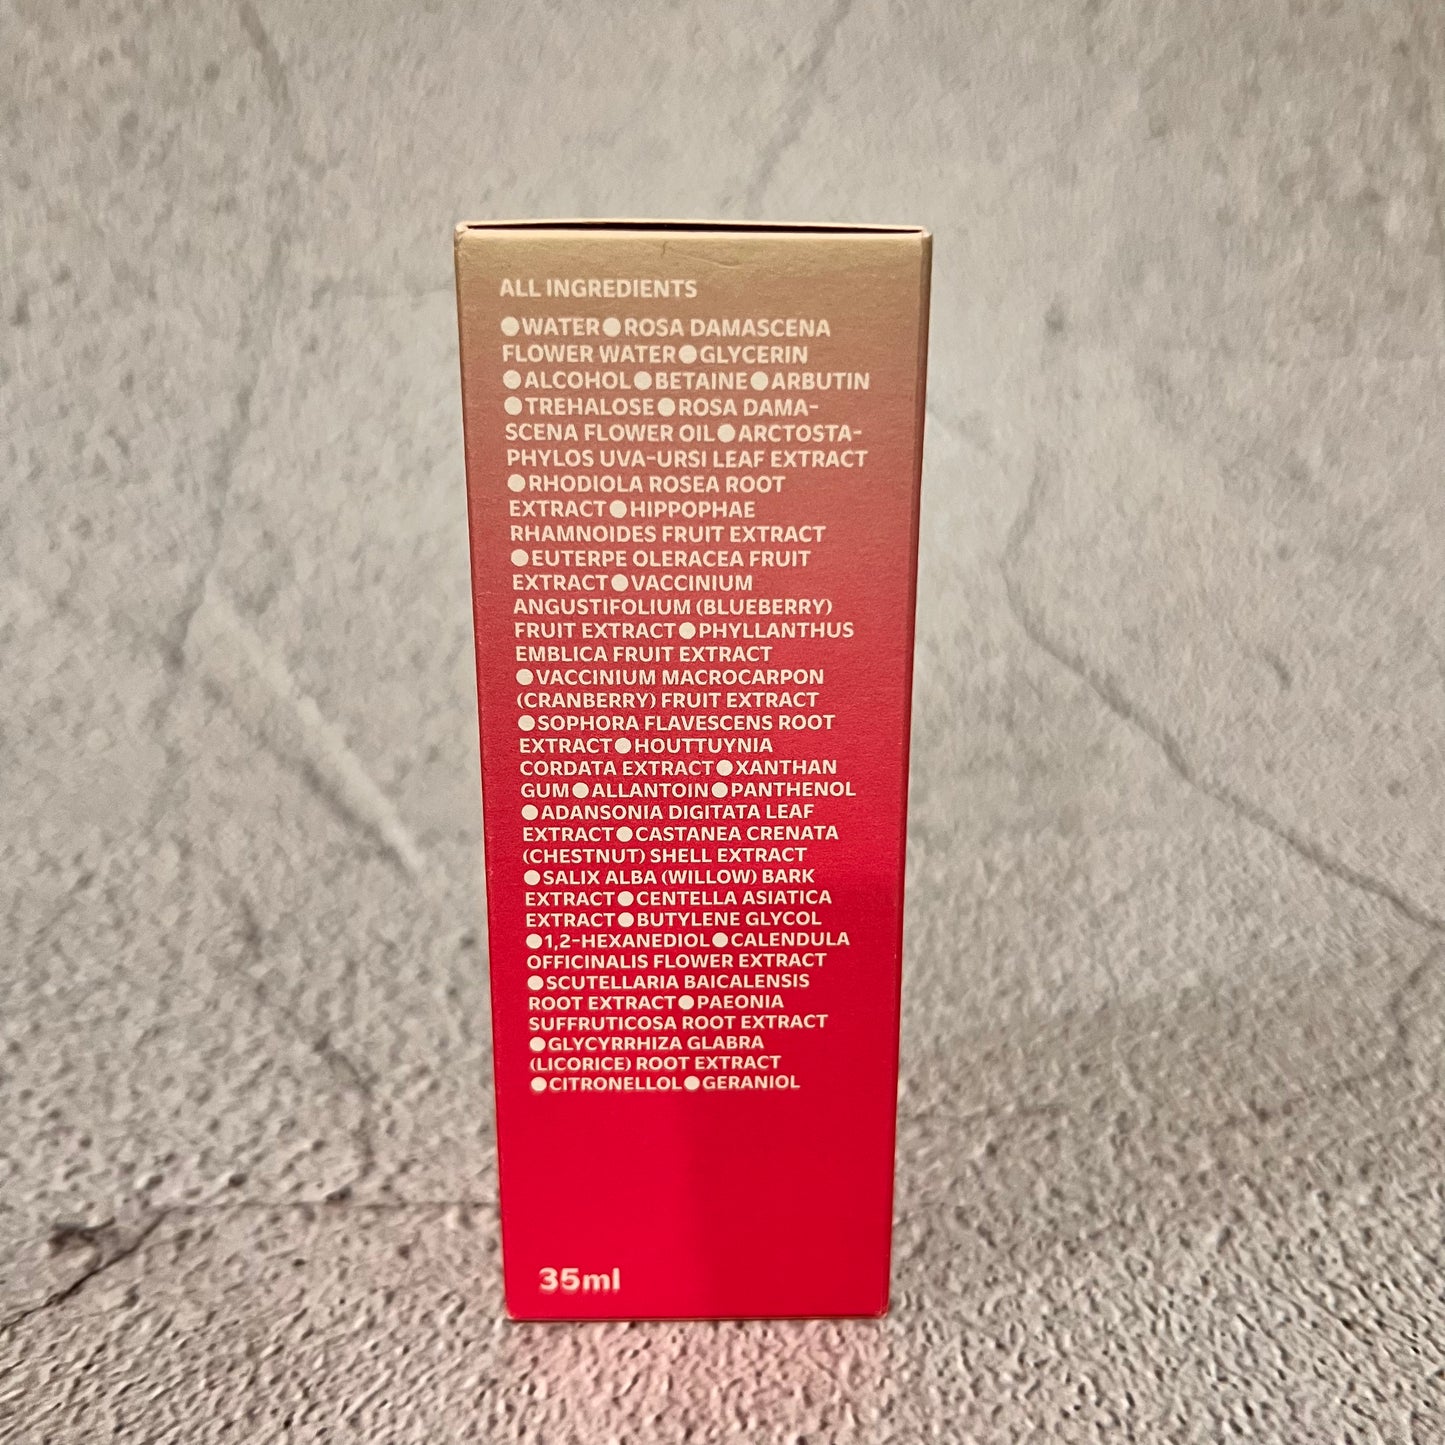 ALL INGREDIENTS
●WATER●ROSA DAMASCENA
FLOWER WATER●GLYCERIN
●ALCOHOL●BETAINE●ARBUTIN
●TREHALOSE●ROSA DAMA-
SCENA FLOWER OIL●ARCTOSTA-
PHYLOS UVA-URSI LEAF EXTRACT
●RHODIOLA ROSEA ROOT
EXTRACT●HIPPOPHAE
RHAMNOIDES FRUIT EXTRACT
●EUTERPE OLERACEA FRUIT
EXTRACT●VACCINIUM
ANGUSTIFOLIUM (BLUEBERRY)
FRUIT EXTRACT●PHYLLANTHUS
EMBLICA FRUIT EXTRACT
●VACCINIUM MACROCARPON
(CRANBERRY) FRUIT EXTRACT
●SOPHORA FLAVESCENS ROOT
EXTRACT●HOUTTUYNIA
CORDATA EXTRACT●XANTHAN
GUM●ALLANTOIN●PANTHENOL
●ADANSONIA DIGITATA LEAF
EXTRACT●CASTANEA CRENATA
(CHESTNUT) SHELL EXTRACT
●SALIX ALBA (WILLOW) BARK
EXTRACT●CENTELLA ASIATICA
EXTRACT●BUTYLENE GLYCOL
●1,2-HEXANEDIOL●CALENDULA
OFFICINALIS FLOWER EXTRACT
●SCUTELLARIA BAICALENSIS
ROOT EXTRACT●PAEONIA
SUFFRUTICOSA ROOT EXTRACT
●GLYCYRRHIZA GLABRA
(LICORICE) ROOT EXTRACT
●CITRONELLOL●GERANIOL
35ml